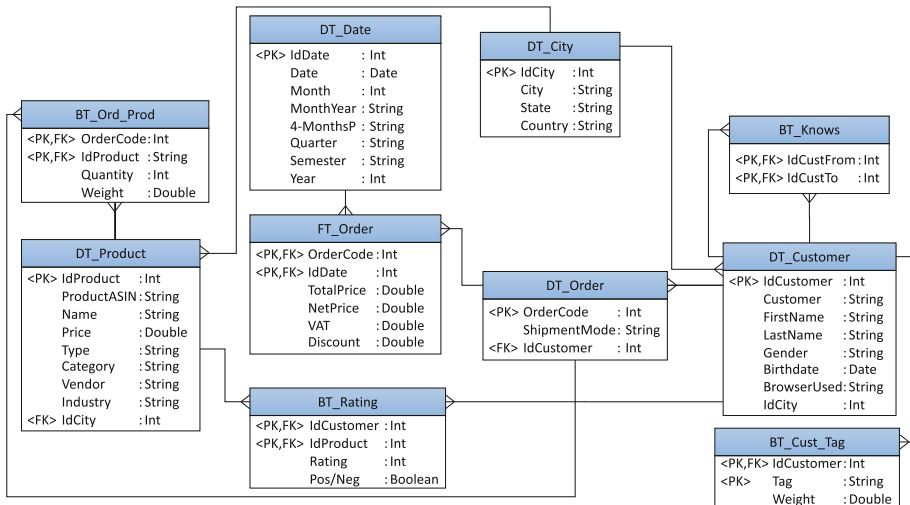 DT_Date
<PK> IdDate : Int
Date : Date
Month : Int
MonthYear : String
4-MonthsP : String
Quarter : String
Semester : String
Year : Int
DT_City
<PK> IdCity : Int
City : String
State : String
Country : String
BT_Ord_Prod
<PK,FK> OrderCode : Int
<PK,FK> IdProduct : String
Quantity : Int
Weight : Double
BT_Knows
<PK,FK> IdCustFrom : Int
<PK,FK> IdCustTo : Int
FT_Order
<PK,FK> OrderCode : Int
<PK,FK> IdDate : Int
TotalPrice : Double
NetPrice : Double
VAT : Double
Discount : Double
DT_Product
<PK> IdProduct : Int
ProductASIN : String
Name : String
Price : Double
Type : String
Category : String
Vendor : String
Industry : String
<FK> IdCity : Int
DT_Order
<PK> OrderCode : Int
ShipmentMode : String
<FK> IdCustomer : Int
DT_Customer
<PK> IdCustomer : Int
Customer : String
FirstName : String
LastName : String
Gender : String
Birthdate : Date
BrowserUsed : String
IdCity : Int
BT_Rating
<PK,FK> IdCustomer : Int
<PK,FK> IdProduct : Int
Rating : Int
Pos/Neg : Boolean
BT_Cust_Tag
<PK,FK> IdCustomer : Int
<PK> Tag : String
Weight : Double